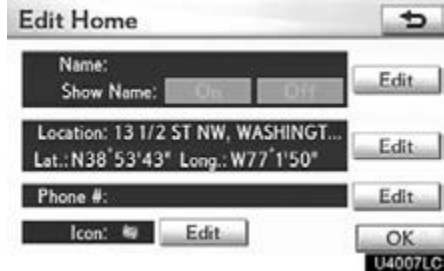 Edit Home
Name:
Show Name: On Off
Edit
Location: 13 1/2 ST NW, WASHINGT...
Lat.: N38°53'43" Long.: W77°1'50"
Edit
Phone #:
Edit
Icon: Edit
OK
U4007LC